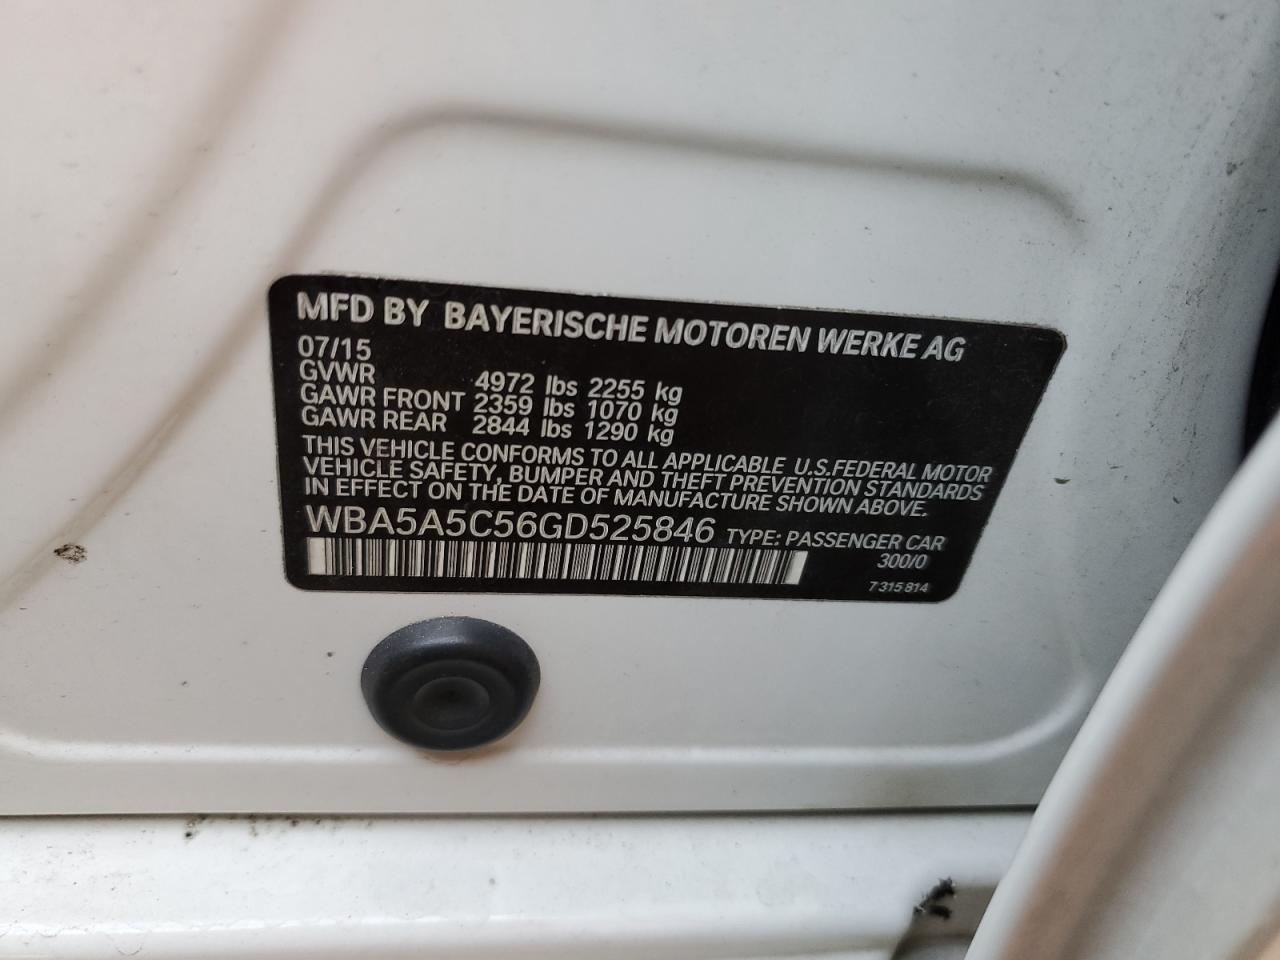 MFD BY BAYERISCHE MOTOREN WERKE AG
07/15
GVWR 4972 lbs 2255 kg
GAWR FRONT 2359 lbs 1070 kg
GAWR REAR 2844 lbs 1290 kg
THIS VEHICLE CONFORMS TO ALL APPLICABLE U.S.FEDERAL MOTOR
VEHICLE SAFETY, BUMPER AND THEFT PREVENTION STANDARDS
IN EFFECT ON THE DATE OF MANUFACTURE SHOWN ABOVE.
WBA5A5C56GD525846 TYPE: PASSENGER CAR
300/0
7 315 814